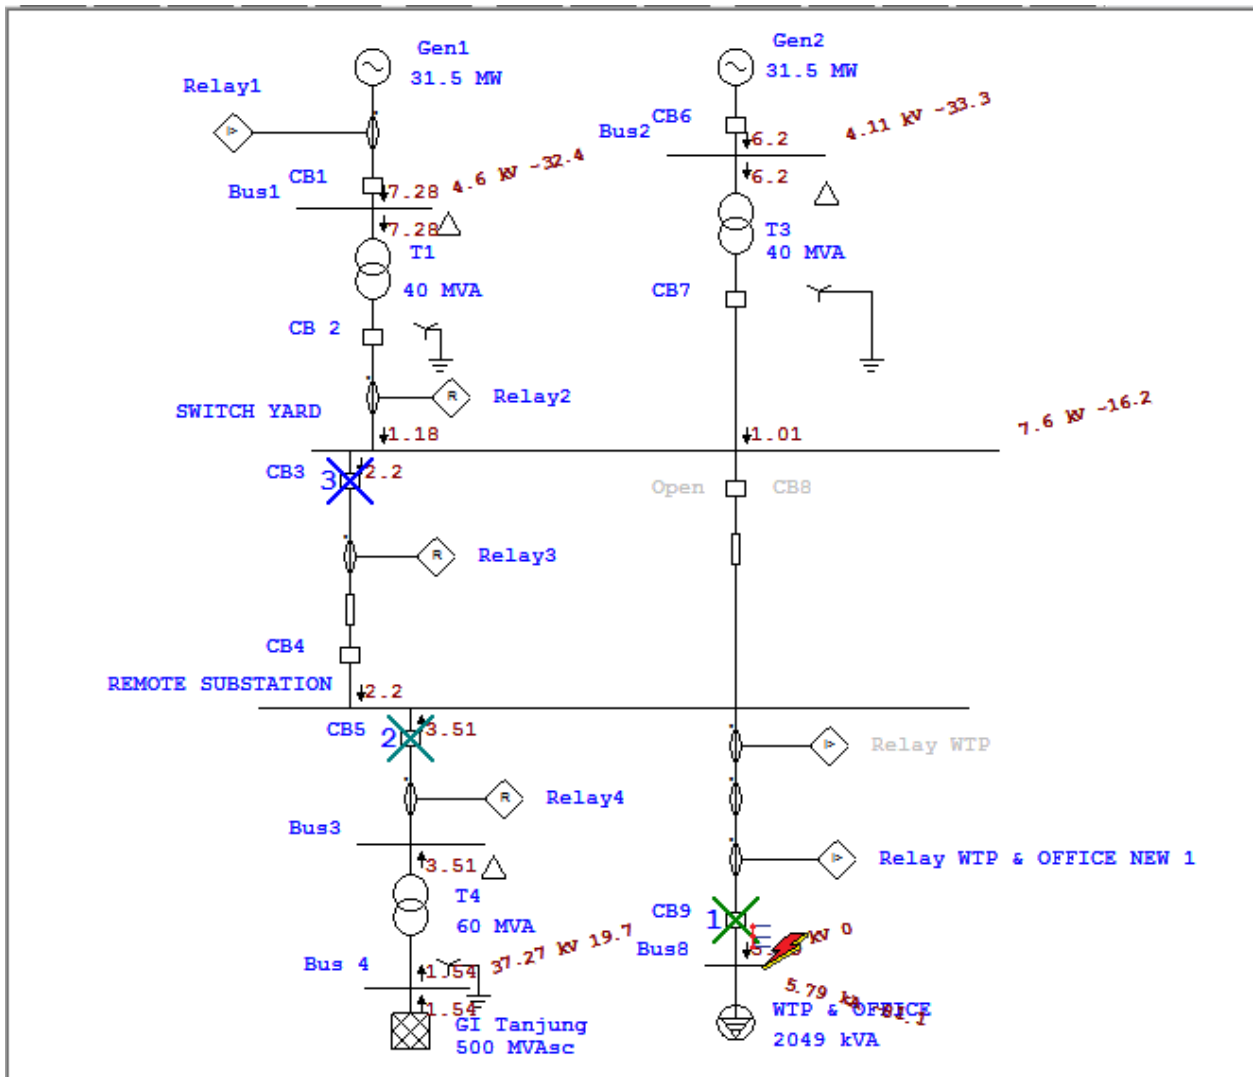 Gen1
31.5 MW
Gen2
31.5 MW
Relay1
CB6
Bus2
6.2
4.11 kV -33.3
CB1
Bus1
7.28
4.6 kV -32.4
6.2
7.28
T1
40 MVA
T3
40 MVA
CB7
CB 2
R
Relay2
SWITCH YARD
1.18
1.01
7.6 kV -16.2
CB3
3
2.2
Open
CB8
R
Relay3
CB4
REMOTE SUBSTATION
2.2
CB5
2
3.51
I>
Relay WTP
R
Relay4
Bus3
3.51
I>
Relay WTP & OFFICE NEW 1
T4
60 MVA
CB9
1
kV 0
Bus8
Bus 4
1.54
37.27 kV 19.7
1.54
5.79
GI Tanjung
500 MVAsc
WTP & OFFICE
2049 kVA